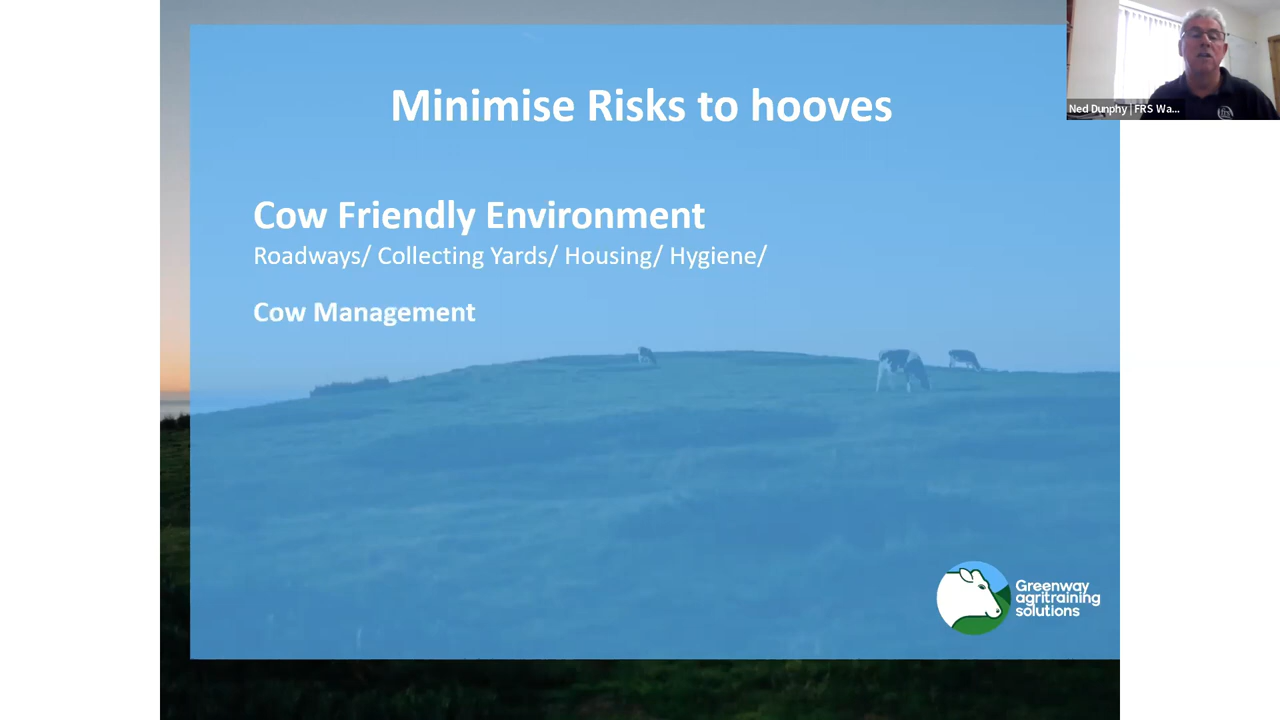 Minimise Risks to hooves
Cow Friendly Environment
Roadways/ Collecting Yards/ Housing/ Hygiene/
Cow Management
Ned Dunphy | FRS Wa...
Greenway
agritraining
solutions